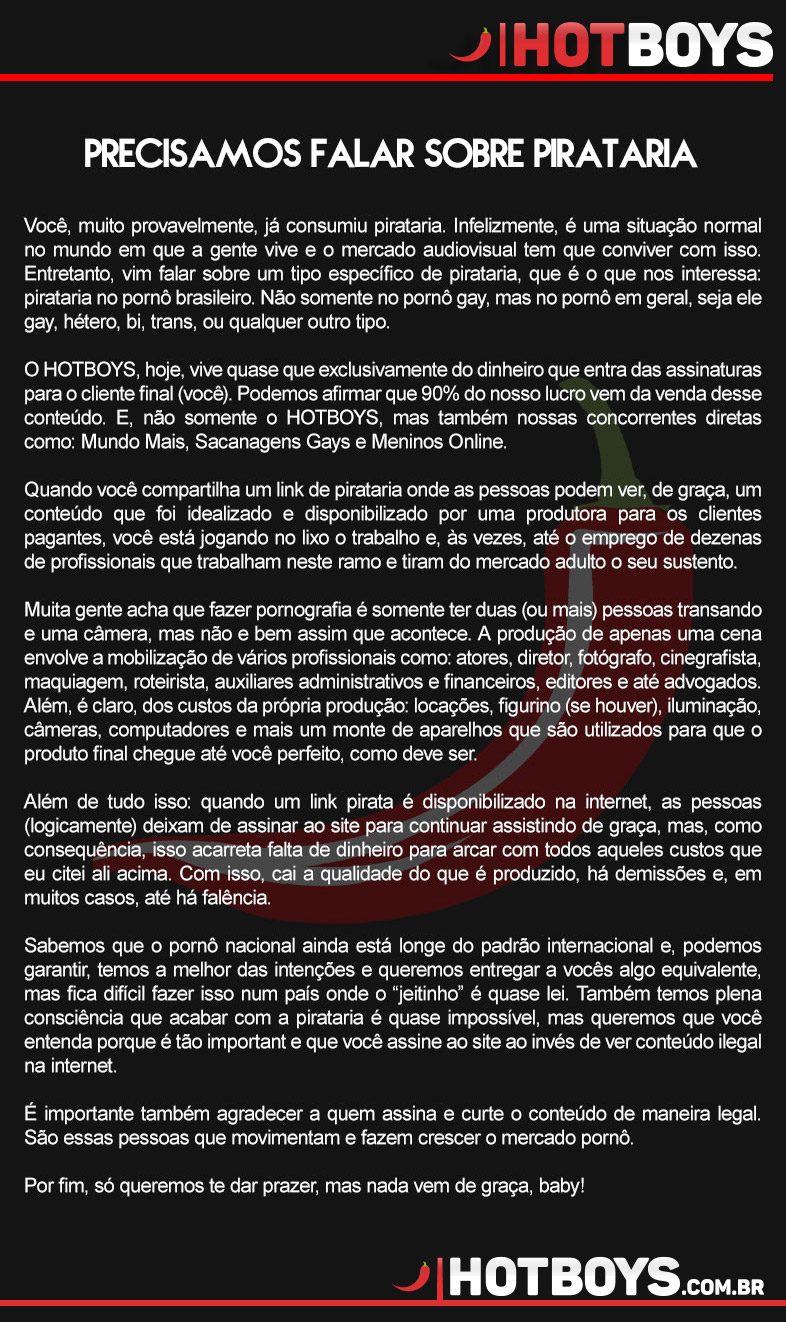 HOTBOYS
PRECISAMOS FALAR SOBRE PIRATARIA
Você, muito provavelmente, já consumiu pirataria. Infelizmente, é uma situação normal
no mundo em que a gente vive e o mercado audiovisual tem que conviver com isso.
Entretanto, vim falar sobre um tipo específico de pirataria, que é o que nos interessa:
pirataria no pornô brasileiro. Não somente no pornô gay, mas no pornô em geral, seja ele
gay, hétero, bi, trans, ou qualquer outro tipo.
O HOTBOYS, hoje, vive quase que exclusivamente do dinheiro que entra das assinaturas
para o cliente final (você). Podemos afirmar que 90% do nosso lucro vem da venda desse
conteúdo. E, não somente o HOTBOYS, mas também nossas concorrentes diretas
como: Mundo Mais, Sacanagens Gays e Meninos Online.
Quando você compartilha um link de pirataria onde as pessoas podem ver, de graça, um
conteúdo que foi idealizado e disponibilizado por uma produtora para os clientes
pagantes, você está jogando no lixo o trabalho e, às vezes, até o emprego de dezenas
de profissionais que trabalham neste ramo e tiram do mercado adulto o seu sustento.
Muita gente acha que fazer pornografia é somente ter duas (ou mais) pessoas transando
e uma câmera, mas não e bem assim que acontece. A produção de apenas uma cena
envolve a mobilização de vários profissionais como: atores, diretor, fotógrafo, cinegrafista,
maquiagem, roteirista, auxiliares administrativos e financeiros, editores e até advogados.
Além, é claro, dos custos da própria produção: locações, figurino (se houver), iluminação,
câmeras, computadores e mais um monte de aparelhos que são utilizados para que o
produto final chegue até você perfeito, como deve ser.
Além de tudo isso: quando um link pirata é disponibilizado na internet, as pessoas
(logicamente) deixam de assinar ao site para continuar assistindo de graça, mas, como
consequência, isso acarreta falta de dinheiro para arcar com todos aqueles custos que
eu citei ali acima. Com isso, cai a qualidade do que é produzido, há demissões e, em
muitos casos, até há falência.
Sabemos que o pornô nacional ainda está longe do padrão internacional e, podemos
garantir, temos a melhor das intenções e queremos entregar a vocês algo equivalente,
mas fica difícil fazer isso num país onde o “jeitinho” é quase lei. Também temos plena
consciência que acabar com a pirataria é quase impossível, mas queremos que você
entenda porque é tão important e que você assine ao site ao invés de ver conteúdo ilegal
na internet.
É importante também agradecer a quem assina e curte o conteúdo de maneira legal.
São essas pessoas que movimentam e fazem crescer o mercado pornô.
Por fim, só queremos te dar prazer, mas nada vem de graça, baby!
HOTBOYS.COM.BR